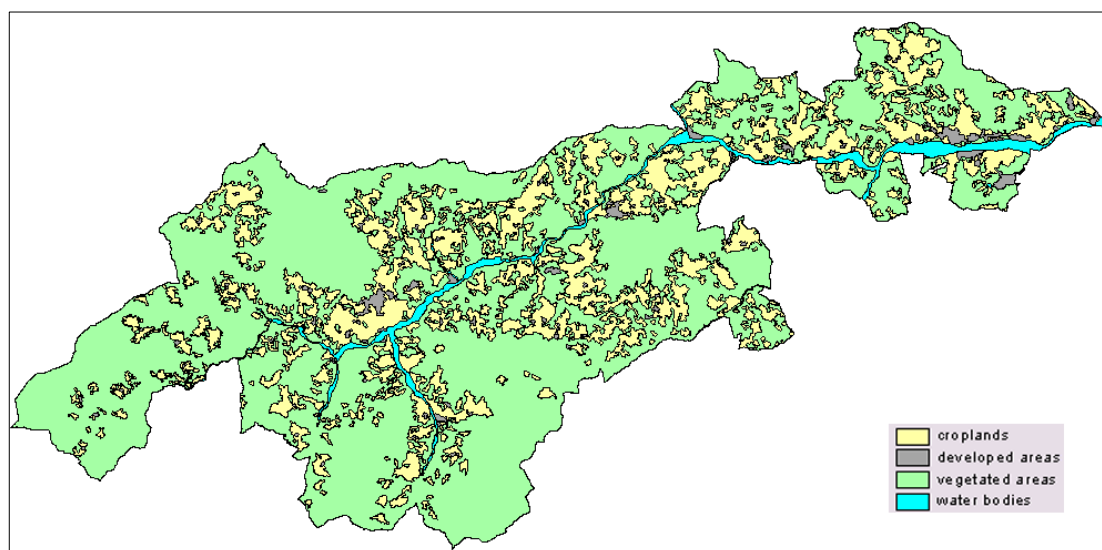 croplands
developed areas
vegetated areas
water bodies